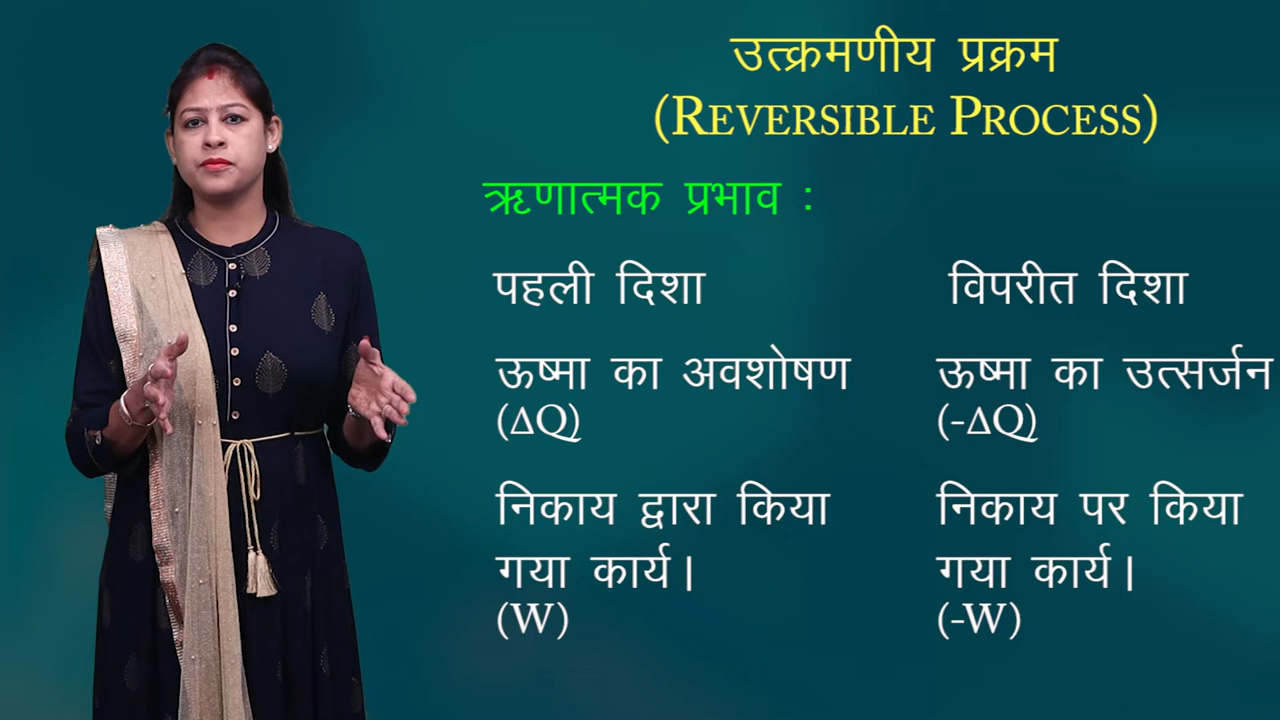 उत्क्रमणीय प्रक्रम
(REVERSIBLE PROCESS)
ऋणात्मक प्रभाव :
पहली दिशा
विपरीत दिशा
ऊष्मा का अवशोषण
(ΔQ)
ऊष्मा का उत्सर्जन
(-ΔQ)
निकाय द्वारा किया
गया कार्य।
(W)
निकाय पर किया
गया कार्य।
(-W)